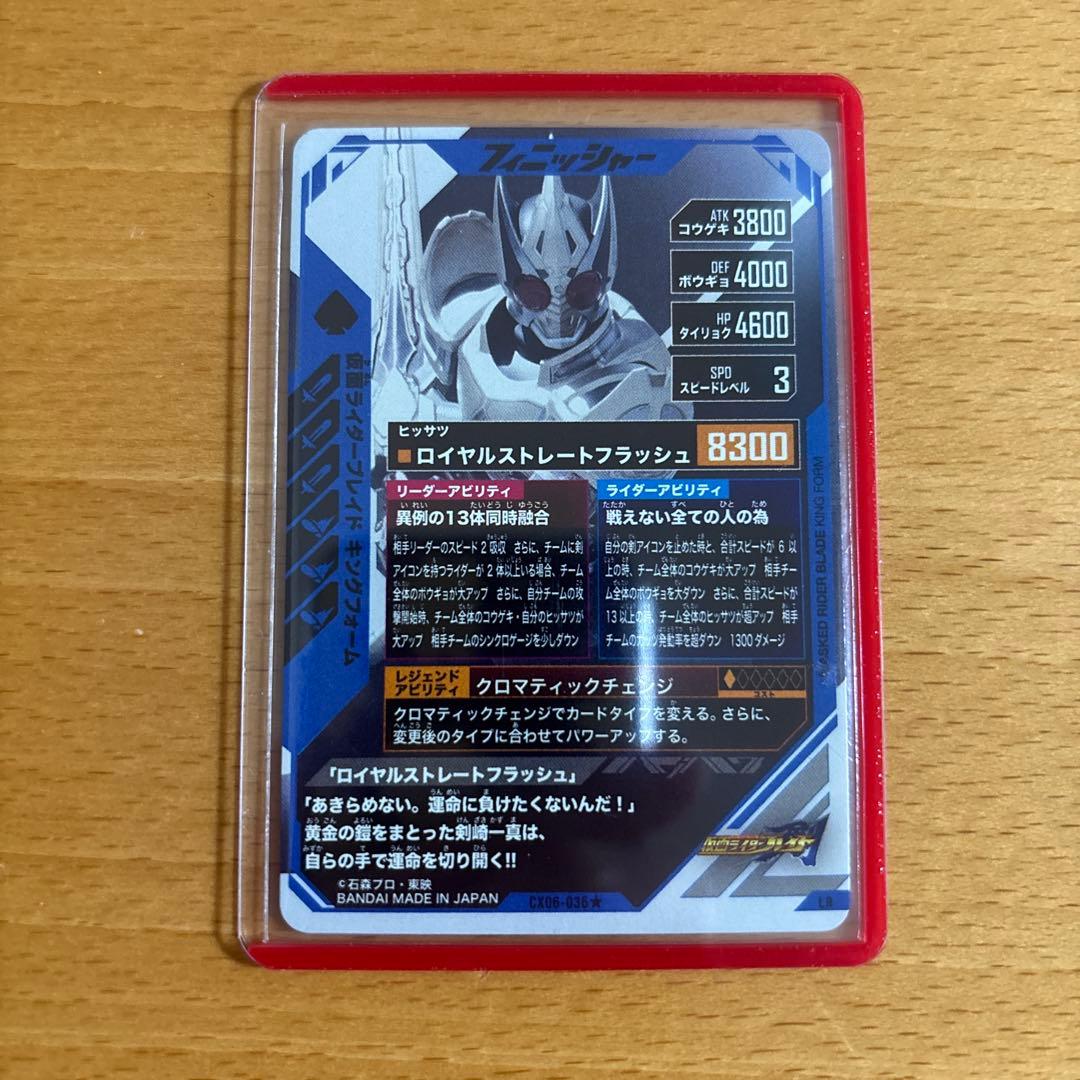 フィニッシャー
ATK
コウゲキ 3800
DEF
ボウギョ 4000
HP
タイリョク 4600
SPD
スピードレベル 3
仮面ライダーブレイド キングフォーム
MASKED RIDER BLADE KING FORM
ヒッサツ
ロイヤルストレートフラッシュ 8300
リーダーアビリティ
異例の13体同時融合
相手リーダーのスピード2吸収 さらに、チームに剣
アイコンを持つライダーが2体以上いる場合、チーム
全体のボウギョが大アップ さらに、自分チームの攻
撃開始時、チーム全体のコウゲキ・自分のヒッサツが
大アップ 相手チームのシンクロゲージを少しダウン
ライダーアビリティ
戦えない全ての人の為
自分の剣アイコンを止めた時と、合計スピードが6以
上の時、チーム全体のコウゲキが大アップ 相手チー
ム全体のボウギョを大ダウン さらに、合計スピードが
13以上の時、チーム全体のヒッサツが超アップ 相手
チームのガッツ発動率を超ダウン 1300ダメージ
レジェンド
アビリティ
クロマティックチェンジ
コスト
クロマティックチェンジでカードタイプを変える。さらに、
変更後のタイプに合わせてパワーアップする。
「ロイヤルストレートフラッシュ」
「あきらめない。運命に負けたくないんだ!」
黄金の鎧をまとった剣崎一真は、
自らの手で運命を切り開く!!
©石森プロ・東映
BANDAI MADE IN JAPAN
CX06-036★
LR
仮面ライダー剣